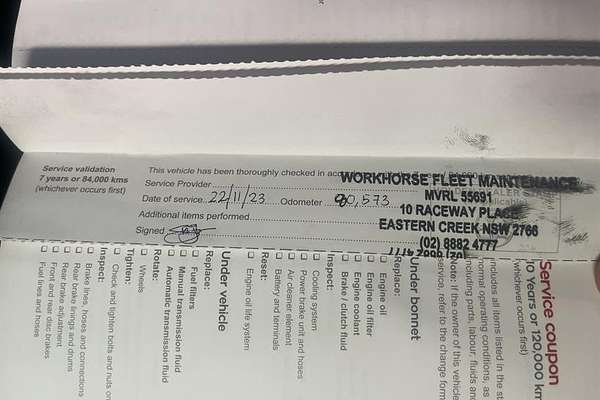 Service validation
7 years or 84,000 kms
(whichever occurs first)
This vehicle has been thoroughly checked in
Service Provider
Date of service 22/11/23 Odometer 90,573
Additional items performed
Signed
WORKHORSE FLEET MAINTENANCE
MVRL 55691
10 RACEWAY PLACE
EASTERN CREEK NSW 2766
(02) 8882 4777
Service coupon
10 Years or 120,000 km
whichever occurs first)
includes all items listed in the
normal operating conditions, as
including parts, labour, fluids and
Note: If the owner of this vehicle
service, refer to the change form
Under bonnet
Replace:
Engine oil
Engine oil filter
Engine coolant
Brake / Clutch fluid
Inspect:
Cooling system
Power brake unit and hoses
Air cleaner element
Battery and terminals
Reset:
Engine oil life system
Under vehicle
Replace:
Fuel filters
Manual transmission fluid
Automatic transmission fluid
Rotate:
Wheels
Tighten:
Check and tighten bolts and nuts on
Inspect:
Brake lines, hoses and connections
Rear brake linings and drums
Rear brake adjustment
Front and rear disc brakes
Fuel lines and hoses